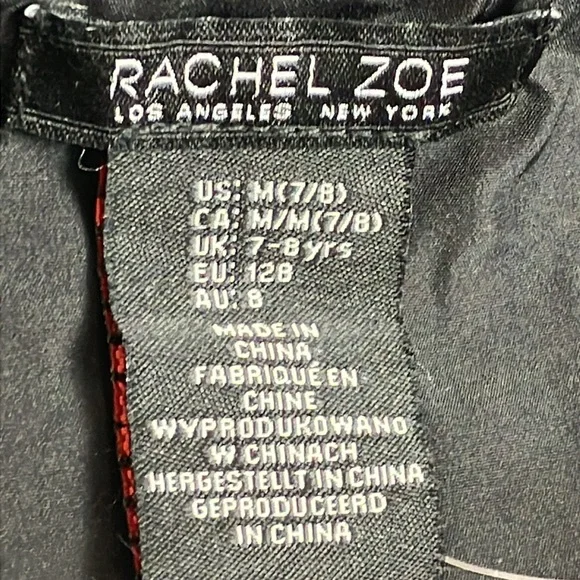 RACHEL ZOE
LOS ANGELES NEW YORK
US: M(7/8)
CA: M/M(7/8)
UK: 7-8 yrs
EU: 128
AU: 8
MADE IN
CHINA
FABRIQUÉ EN
CHINE
WYPRODUKOWANO
W CHINACH
HERGESTELLT IN CHINA
GEPRODUCEERD
IN CHINA